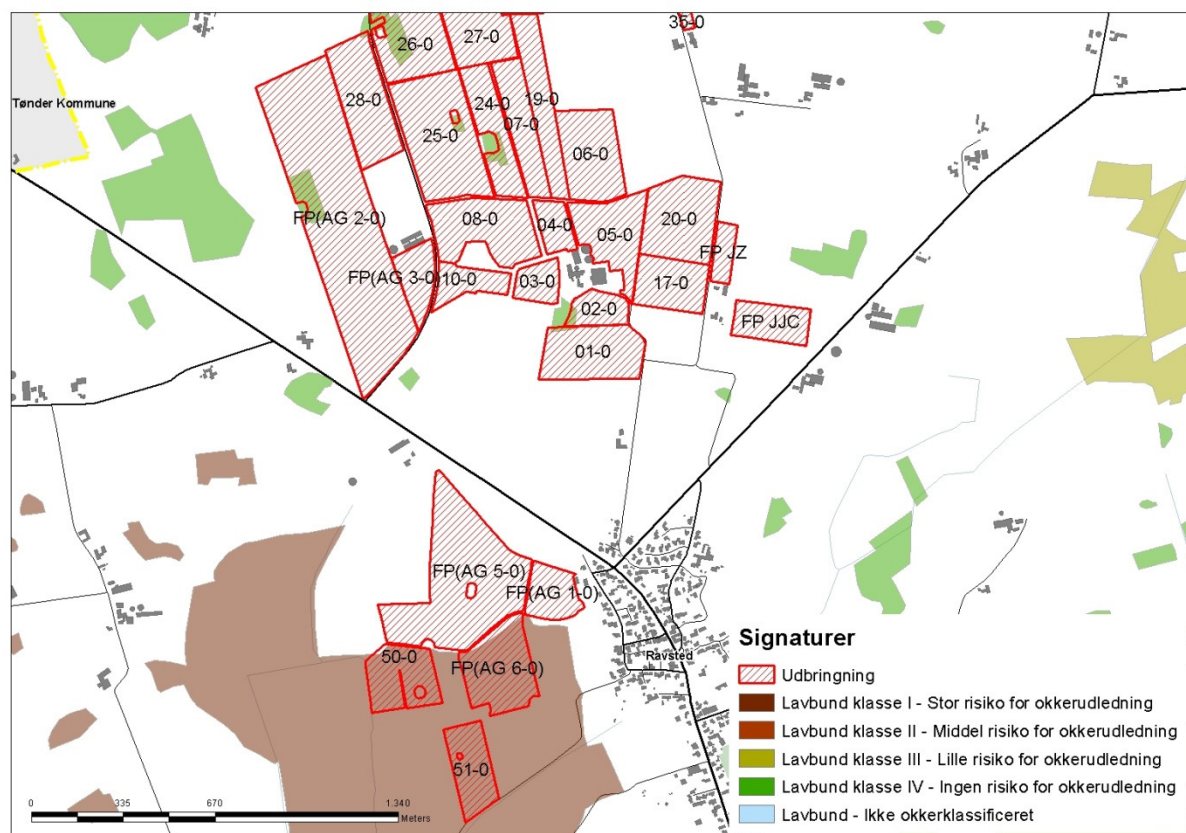 35-0
26-0
27-0
Tønder Kommune
28-0
24-0
19-0
25-0
07-0
06-0
FP(AG 2-0)
08-0
04-0
05-0
20-0
FP JZ
FP(AG 3-0)
10-0
03-0
17-0
02-0
FP JJC
01-0
FP(AG 5-0)
FP(AG 1-0)
50-0
FP(AG 6-0)
Ravsted
51-0
Signaturer
Udbringning
Lavbund klasse I - Stor risiko for okkerudledning
Lavbund klasse II - Middel risiko for okkerudledning
Lavbund klasse III - Lille risiko for okkerudledning
Lavbund klasse IV - Ingen risiko for okkerudledning
Lavbund - Ikke okkerklassificeret
0 335 670 1.340
Meters